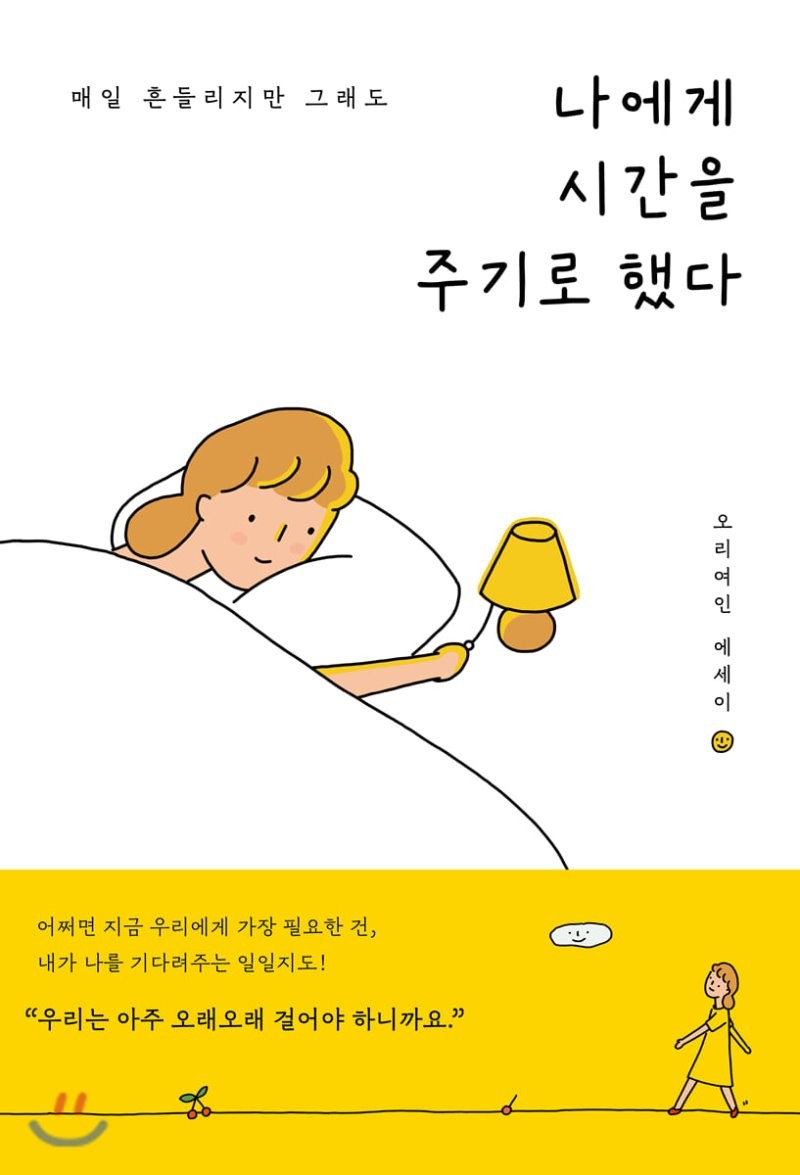 매일 흔들리지만 그래도
나에게
시간을
주기로 했다
오리여인 에세이
어쩌면 지금 우리에게 가장 필요한 건,
내가 나를 기다려주는 일일지도!
“우리는 아주 오래오래 걸어야 하니까요.”